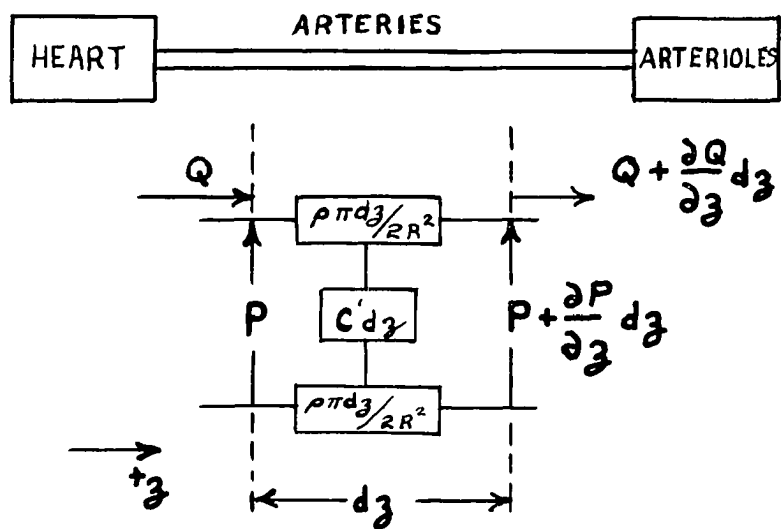 ARTERIES
HEART
ARTERIOLES
Q
Q + ∂Q/∂z dz
ρπdz/2R²
P
C'dz
P + ∂P/∂z dz
ρπdz/2R²
+z
dz